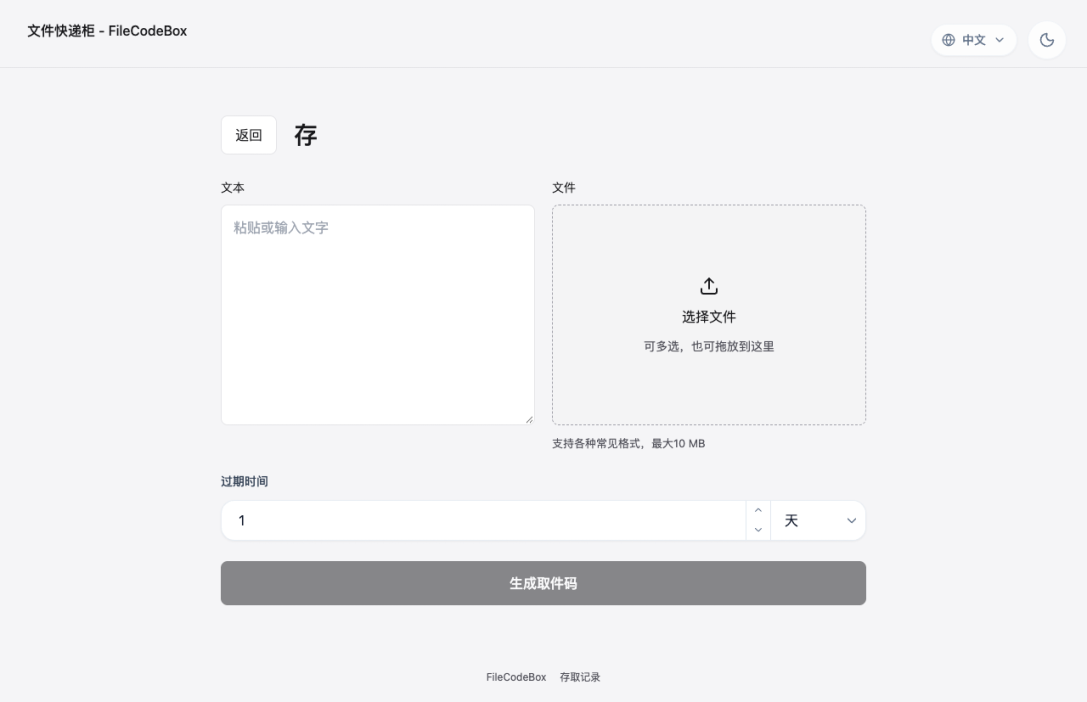 文件快递柜 - FileCodeBox
中文
返回
存
文本
文件
粘贴或输入文字
选择文件
可多选，也可拖放到这里
支持各种常见格式，最大10 MB
过期时间
1
天
生成取件码
FileCodeBox 存取记录